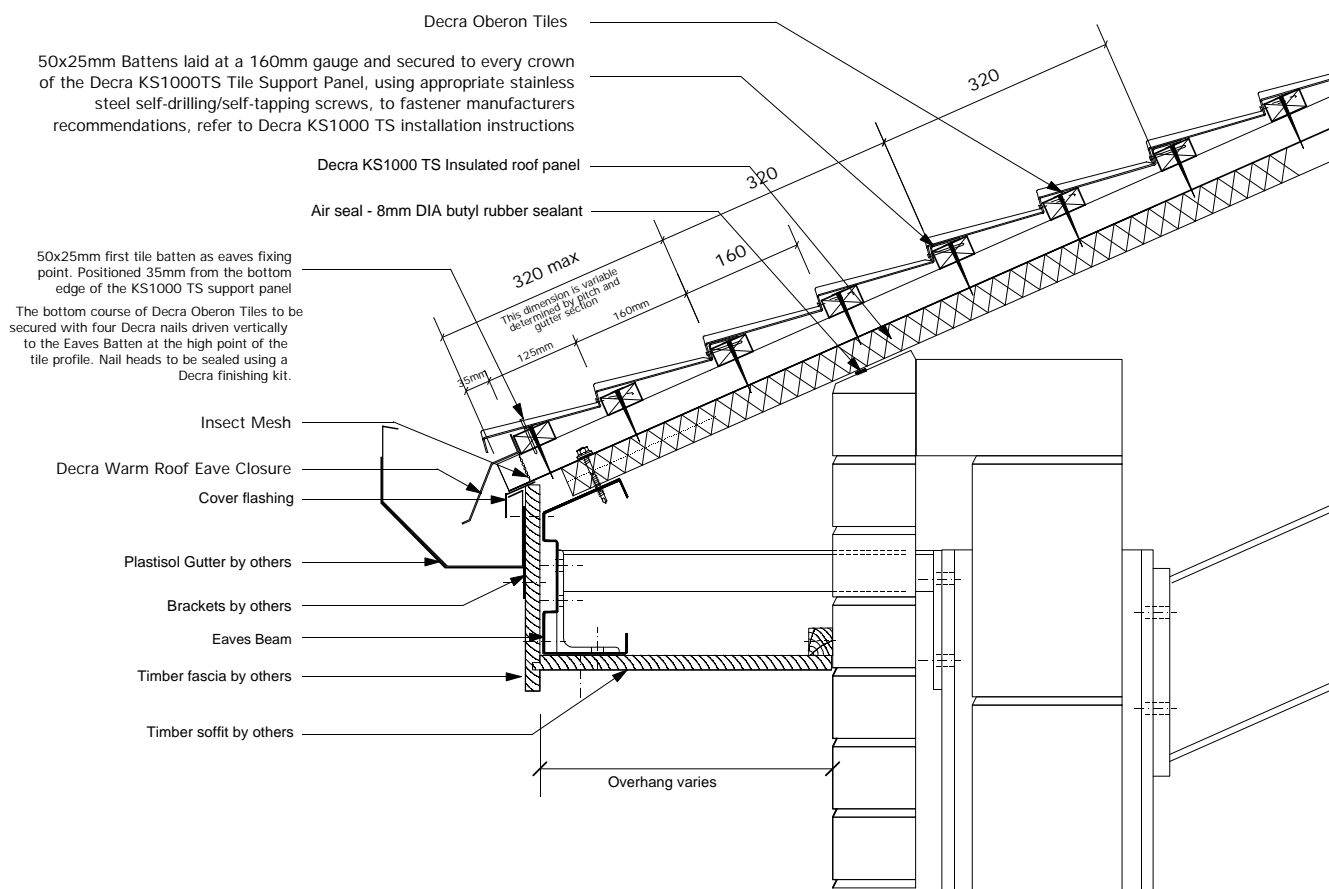 Decra Oberon Tiles
50x25mm Battens laid at a 160mm gauge and secured to every crown
of the Decra KS1000TS Tile Support Panel, using appropriate stainless
steel self-drilling/self-tapping screws, to fastener manufacturers
recommendations, refer to Decra KS1000 TS installation instructions
320
Decra KS1000 TS Insulated roof panel
320
Air seal - 8mm DIA butyl rubber sealant
50x25mm first tile batten as eaves fixing
point. Positioned 35mm from the bottom
edge of the KS1000 TS support panel
320 max
160
This dimension is variable
determined by pitch and
gutter section
160mm
125mm
35mm
The bottom course of Decra Oberon Tiles to be
secured with four Decra nails driven vertically
to the Eaves Batten at the high point of the
tile profile. Nail heads to be sealed using a
Decra finishing kit.
Insect Mesh
Decra Warm Roof Eave Closure
Cover flashing
Plastisol Gutter by others
Brackets by others
Eaves Beam
Timber fascia by others
Timber soffit by others
Overhang varies